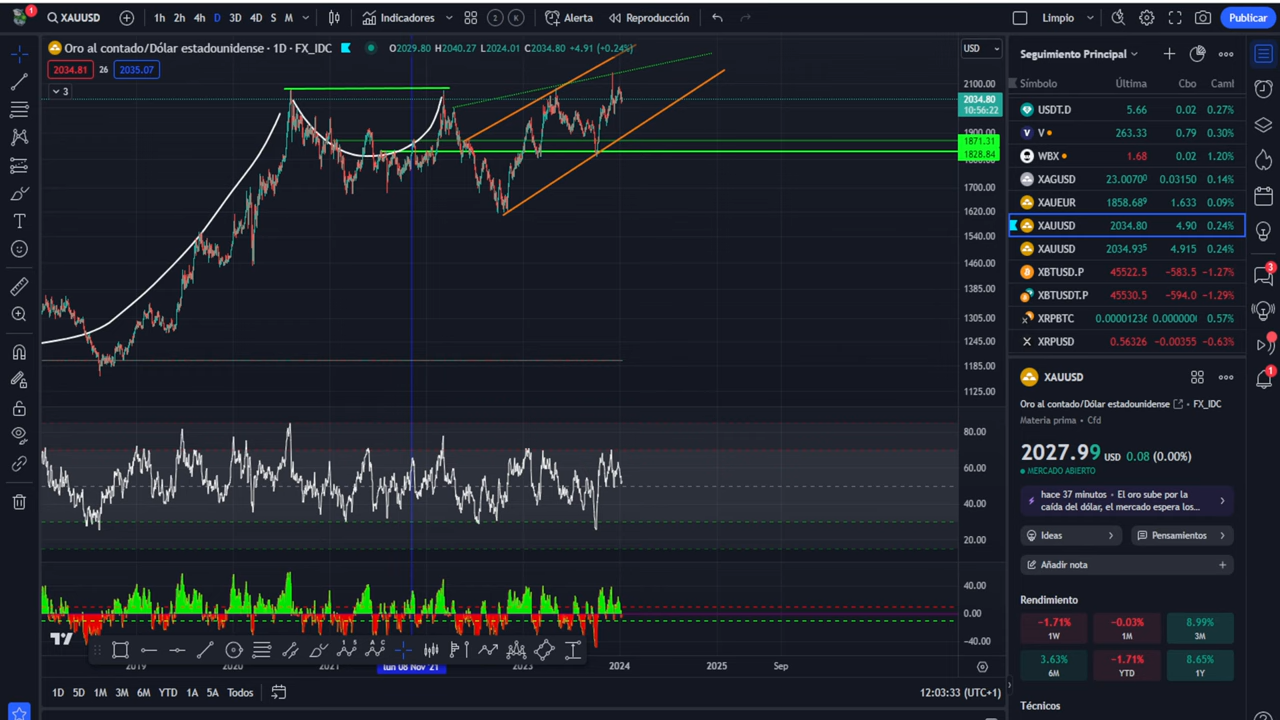 1
XAUUSD
1h 2h 4h D 3D 4D S M
Indicadores
2 K
Alerta
Reproducción
Limpio
Publicar
Oro al contado/Dólar estadounidense · 1D · FX_IDC
O2029.80 H2040.27 L2024.01 C2034.80 +4.91 (+0.24%)
2034.81 26 2035.07
3
USD
2100.00
2034.80
10:56:22
1900.00
1871.31
1828.84
1700.00
1620.00
1540.00
1460.00
1385.00
1305.00
1245.00
1185.00
1125.00
80.00
60.00
40.00
20.00
40.00
0.00
−40.00
2019 2020 lun 08 Nov '21 2023 2024 2025 Sep
1D 5D 1M 3M 6M YTD 1A 5A Todos
12:03:33 (UTC+1)
Seguimiento Principal
Símbolo Última Cbo Caml
USDT.D 5.66 0.02 0.27%
V 263.33 0.79 0.30%
WBX 1.68 0.02 1.20%
XAGUSD 23.0070⁰ 0.03150 0.14%
XAUEUR 1858.68⁹ 1.633 0.09%
XAUUSD 2034.80 4.90 0.24%
XAUUSD 2034.93⁵ 4.915 0.24%
XBTUSD.P 45522.5 −583.5 −1.27%
XBTUSDT.P 45530.5 −594.0 −1.29%
XRPBTC 0.00001236 0.000000 0.57%
XRPUSD 0.56326 −0.00355 −0.63%
XAUUSD
Oro al contado/Dólar estadounidense FX_IDC
Materia prima · Cfd
2027.99 USD 0.08 (0.00%)
MERCADO ABIERTO
hace 37 minutos • El oro sube por la
caída del dólar, el mercado espera los...
Ideas
Pensamientos
Añadir nota
Rendimiento
−1.71% −0.03% 8.99%
1W 1M 3M
3.63% −1.71% 8.65%
6M YTD 1Y
Técnicos
3
1